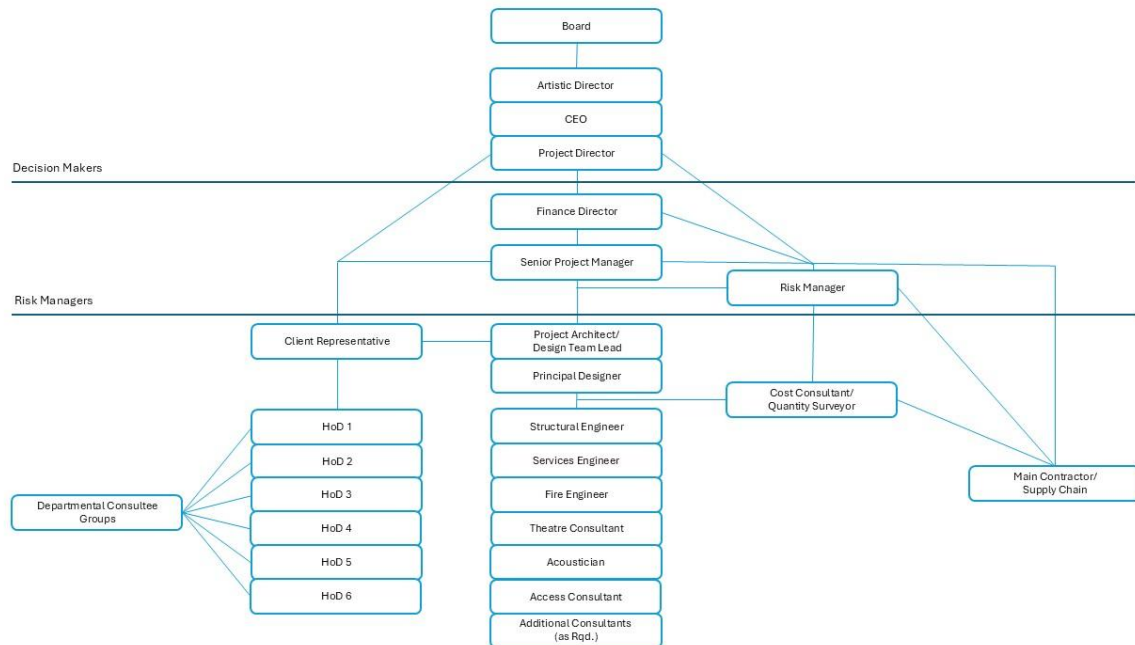 Board
Artistic Director
CEO
Project Director
Decision Makers
Finance Director
Senior Project Manager
Risk Manager
Risk Managers
Client Representative
Project Architect/
Design Team Lead
Principal Designer
Cost Consultant/
Quantity Surveyor
HoD 1
Structural Engineer
HoD 2
Services Engineer
Main Contractor/
Supply Chain
HoD 3
Fire Engineer
Departmental Consultee
Groups
HoD 4
Theatre Consultant
HoD 5
Acoustician
HoD 6
Access Consultant
Additional Consultants
(as Rqd.)